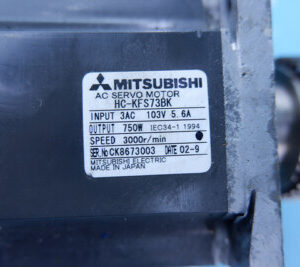 MITSUBISHI
AC SERVO MOTOR
HC-KFS73BK
INPUT 3AC 103V 5.6A
OUTPUT 750W IEC34-1 1994
SPEED 3000r/min
SER.No CK8673003 DATE 02-9
MITSUBISHI ELECTRIC
MADE IN JAPAN